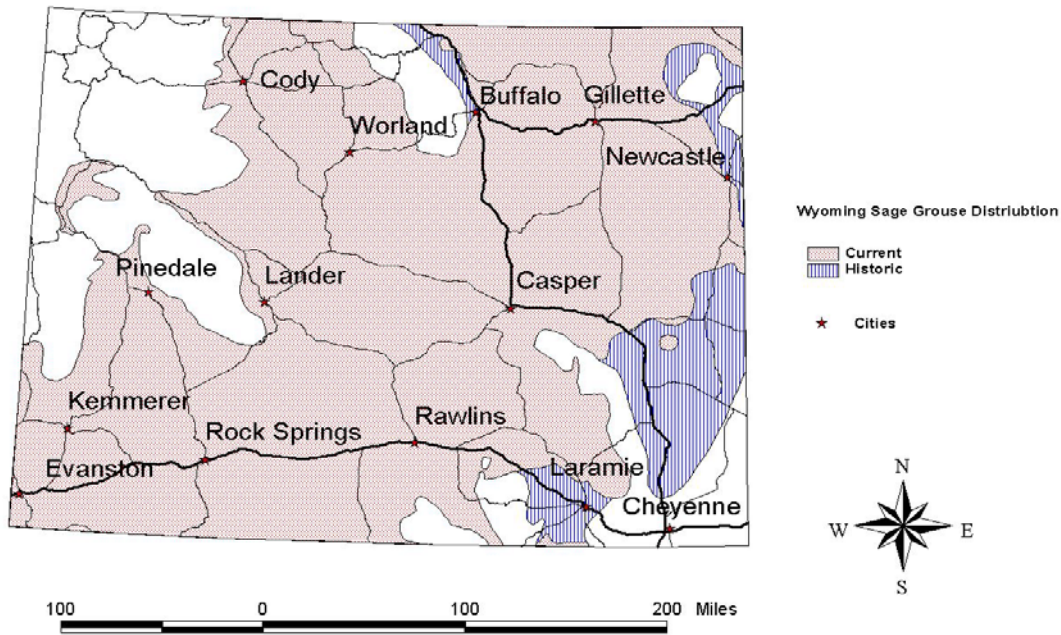 Cody
Buffalo
Gillette
Worland
Newcastle
Wyoming Sage Grouse Distriubtion
Current
Historic
Pinedale
Lander
Casper
Cities
Kemmerer
Rock Springs
Rawlins
Evanston
Laramie
Cheyenne
N
W
E
S
100
0
100
200 Miles